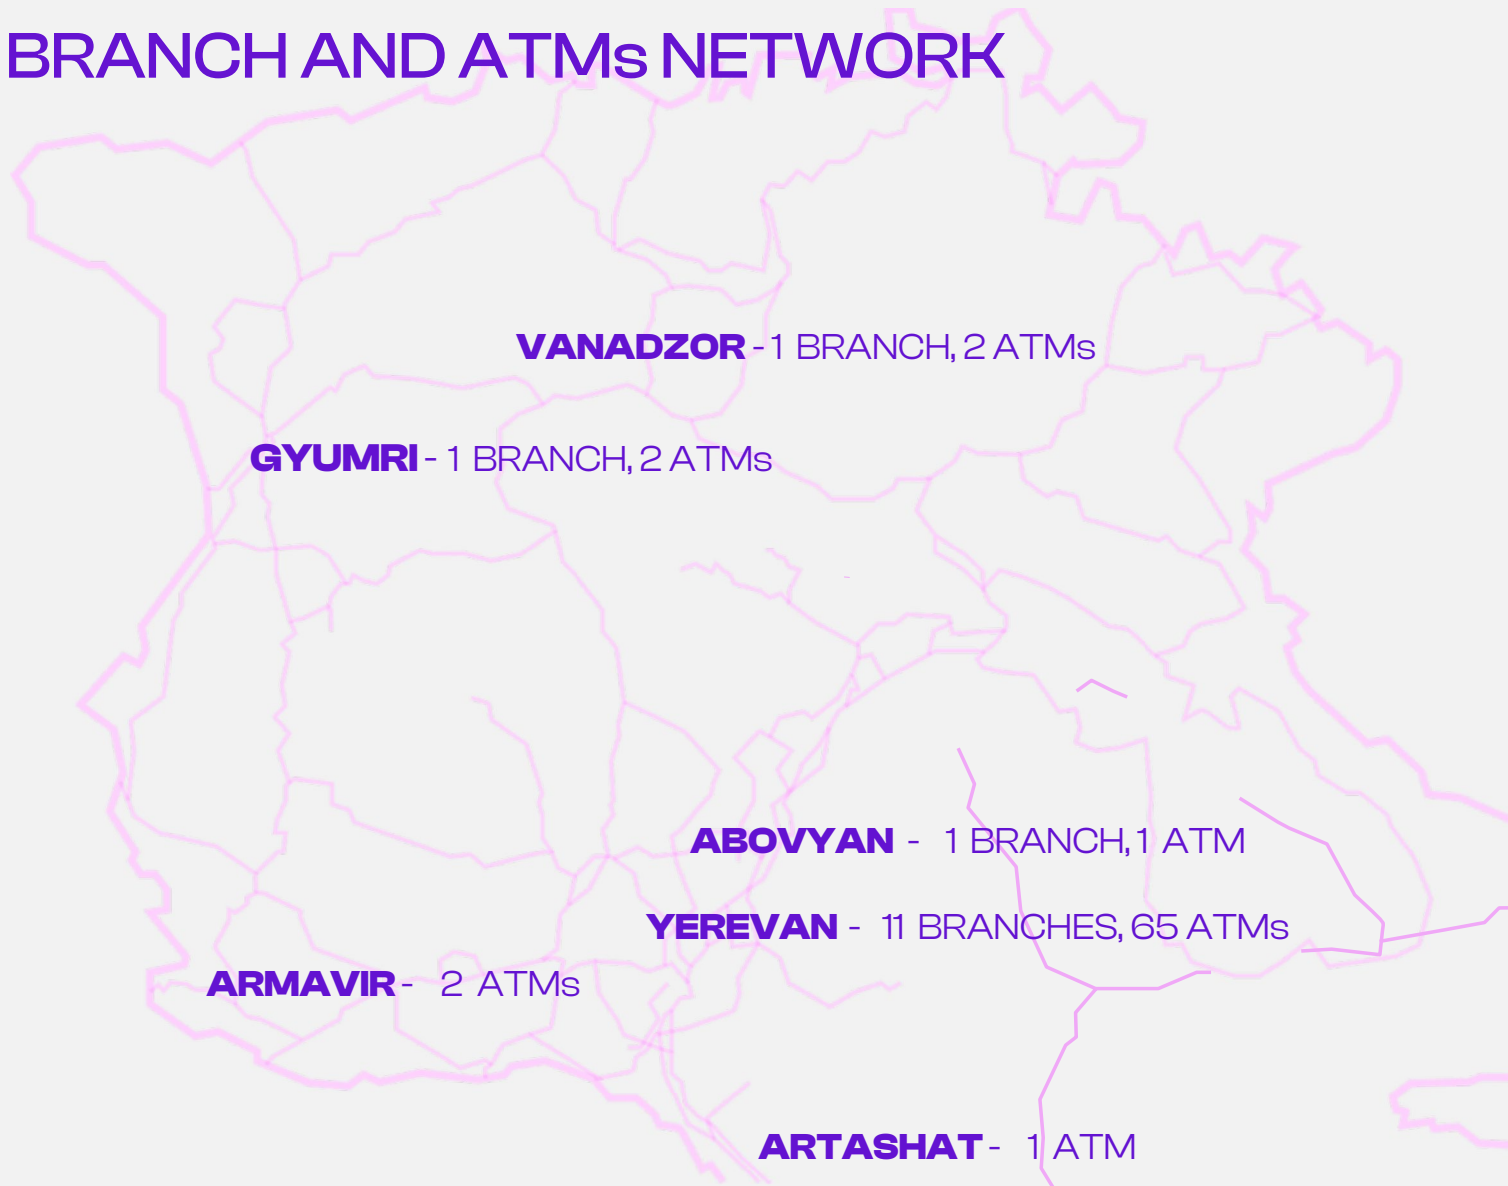 BRANCH AND ATMs NETWORK
VANADZOR - 1 BRANCH, 2 ATMs
GYUMRI - 1 BRANCH, 2 ATMs
ABOVYAN - 1 BRANCH, 1 ATM
YEREVAN - 11 BRANCHES, 65 ATMs
ARMAVIR - 2 ATMs
ARTASHAT - 1 ATM